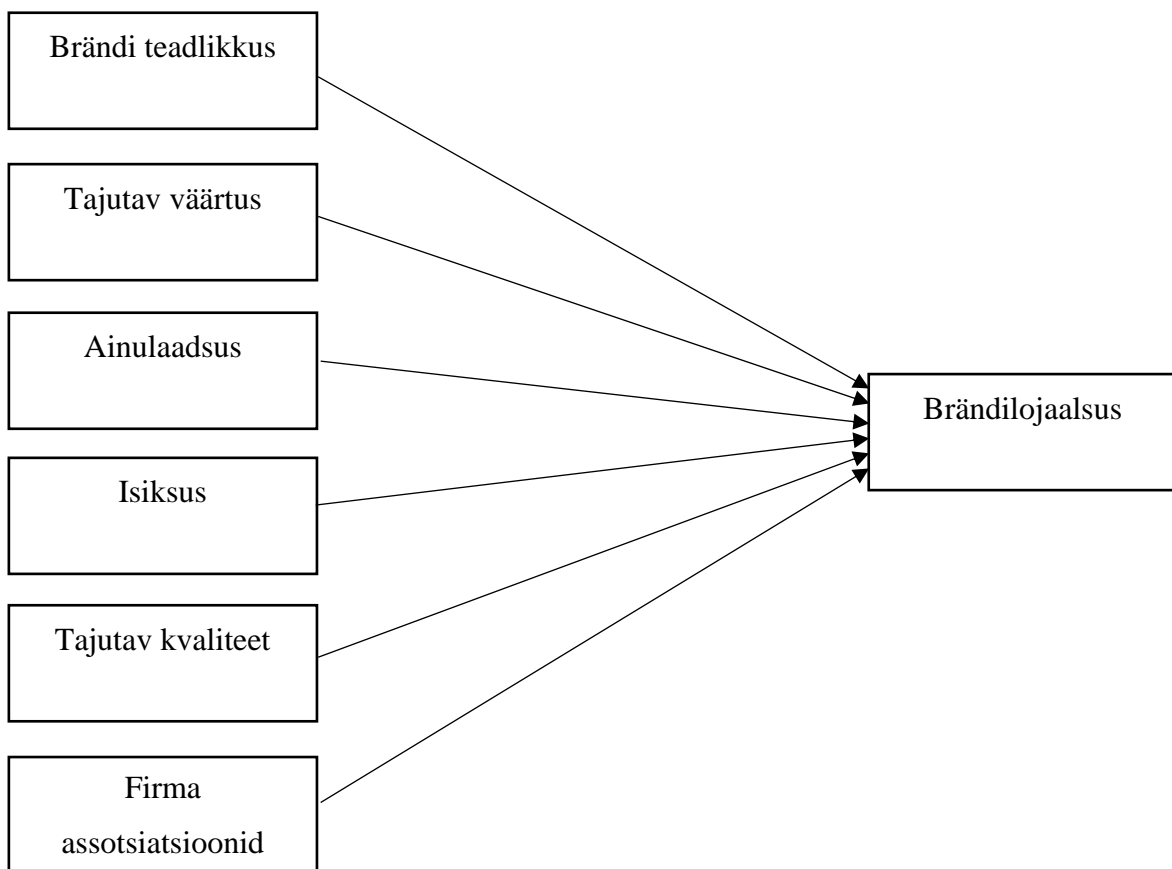 Brändi teadlikkus
Tajutav väärtus
Ainulaadsus
Isiksus
Tajutav kvaliteet
Firma
assotsiatsioonid
Brändilojaalsus